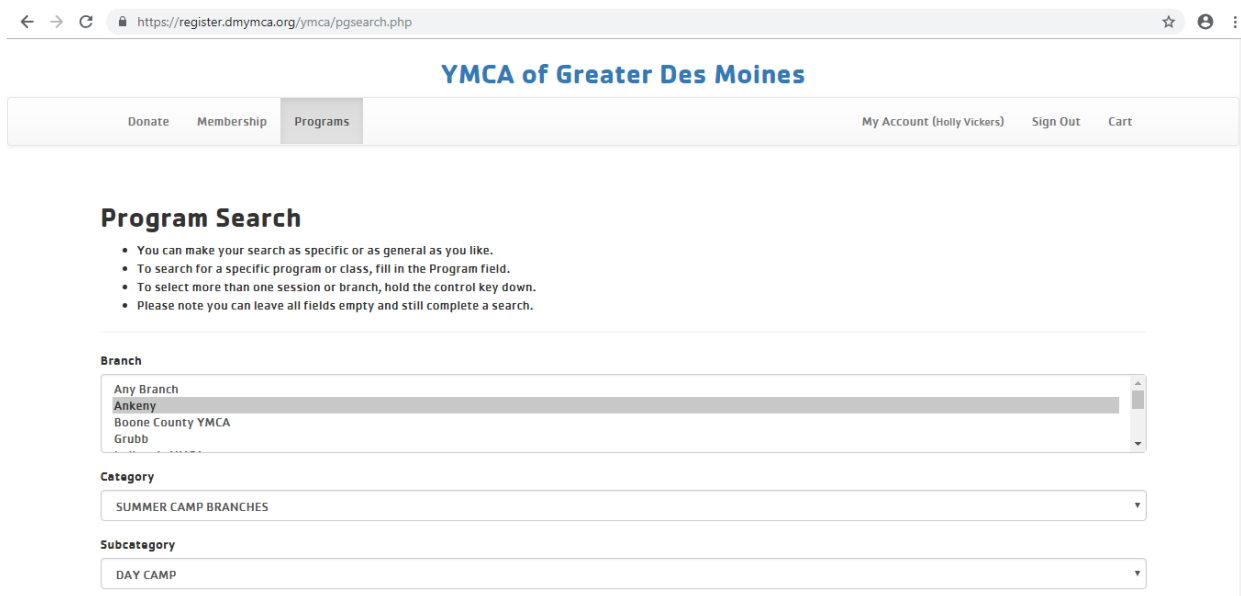 https://register.dmymca.org/ymca/pgsearch.php
YMCA of Greater Des Moines
Donate Membership Programs My Account (Holly Vickers) Sign Out Cart
Program Search
• You can make your search as specific or as general as you like.
• To search for a specific program or class, fill in the Program field.
• To select more than one session or branch, hold the control key down.
• Please note you can leave all fields empty and still complete a search.
Branch
Any Branch
Ankeny
Boone County YMCA
Grubb
Category
SUMMER CAMP BRANCHES
Subcategory
DAY CAMP